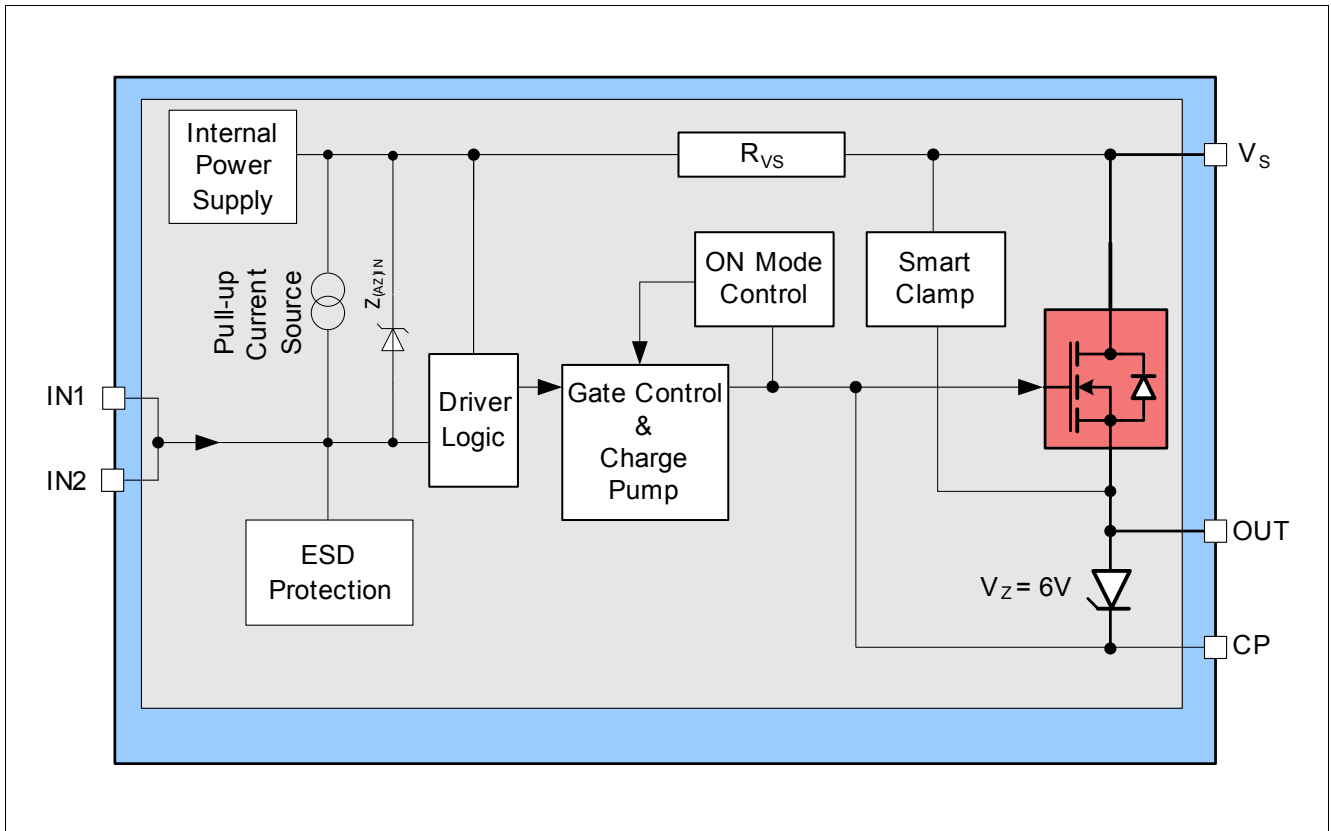 Internal
Power
Supply
R_VS
V_S
Pull-up
Current
Source
Z(AZ)IN
ON Mode
Control
Smart
Clamp
IN1
IN2
Driver
Logic
Gate Control
&
Charge
Pump
ESD
Protection
OUT
V_Z = 6V
CP